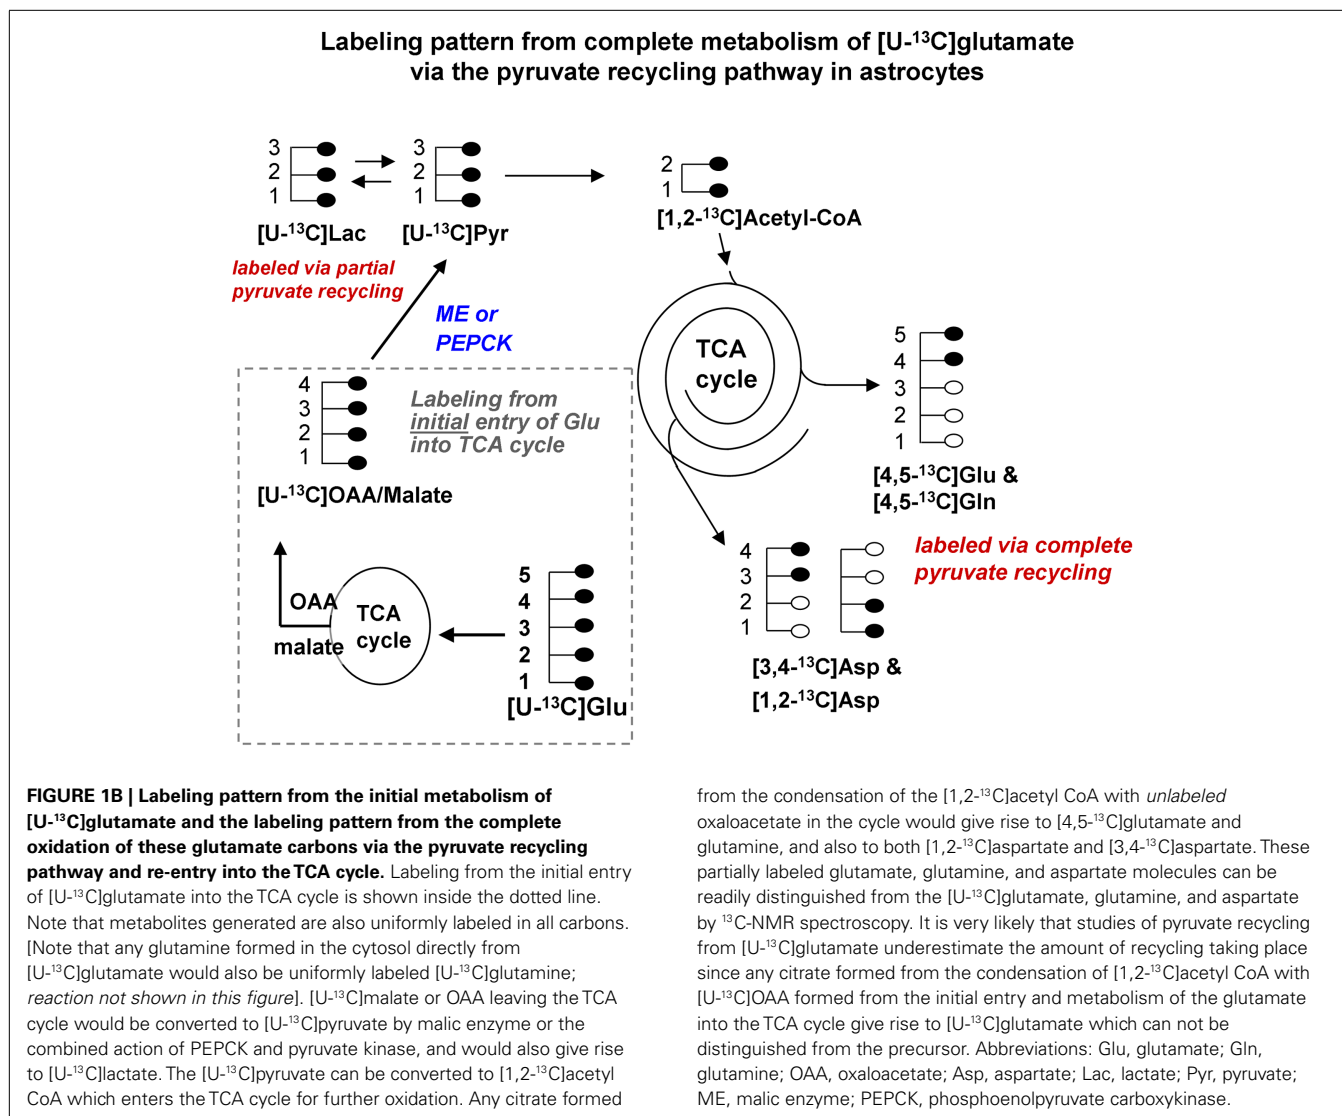 Labeling pattern from complete metabolism of [U-¹³C]glutamate
via the pyruvate recycling pathway in astrocytes
3
2
1
[U-¹³C]Lac
3
2
1
[U-¹³C]Pyr
2
1
[1,2-¹³C]Acetyl-CoA
labeled via partial
pyruvate recycling
ME or
PEPCK
TCA
cycle
5
4
3
2
1
[4,5-¹³C]Glu &
[4,5-¹³C]Gln
4
3
2
1
[U-¹³C]OAA/Malate
Labeling from
initial entry of Glu
into TCA cycle
OAA
malate
TCA
cycle
5
4
3
2
1
[U-¹³C]Glu
4
3
2
1
[3,4-¹³C]Asp &
[1,2-¹³C]Asp
labeled via complete
pyruvate recycling
FIGURE 1B | Labeling pattern from the initial metabolism of
[U-¹³C]glutamate and the labeling pattern from the complete
oxidation of these glutamate carbons via the pyruvate recycling
pathway and re-entry into the TCA cycle. Labeling from the initial entry
of [U-¹³C]glutamate into the TCA cycle is shown inside the dotted line.
Note that metabolites generated are also uniformly labeled in all carbons.
[Note that any glutamine formed in the cytosol directly from
[U-¹³C]glutamate would also be uniformly labeled [U-¹³C]glutamine;
reaction not shown in this figure]. [U-¹³C]malate or OAA leaving the TCA
cycle would be converted to [U-¹³C]pyruvate by malic enzyme or the
combined action of PEPCK and pyruvate kinase, and would also give rise
to [U-¹³C]lactate. The [U-¹³C]pyruvate can be converted to [1,2-¹³C]acetyl
CoA which enters the TCA cycle for further oxidation. Any citrate formed
from the condensation of the [1,2-¹³C]acetyl CoA with unlabeled
oxaloacetate in the cycle would give rise to [4,5-¹³C]glutamate and
glutamine, and also to both [1,2-¹³C]aspartate and [3,4-¹³C]aspartate. These
partially labeled glutamate, glutamine, and aspartate molecules can be
readily distinguished from the [U-¹³C]glutamate, glutamine, and aspartate
by ¹³C-NMR spectroscopy. It is very likely that studies of pyruvate recycling
from [U-¹³C]glutamate underestimate the amount of recycling taking place
since any citrate formed from the condensation of [1,2-¹³C]acetyl CoA with
[U-¹³C]OAA formed from the initial entry and metabolism of the glutamate
into the TCA cycle give rise to [U-¹³C]glutamate which can not be
distinguished from the precursor. Abbreviations: Glu, glutamate; Gln,
glutamine; OAA, oxaloacetate; Asp, aspartate; Lac, lactate; Pyr, pyruvate;
ME, malic enzyme; PEPCK, phosphoenolpyruvate carboxykinase.